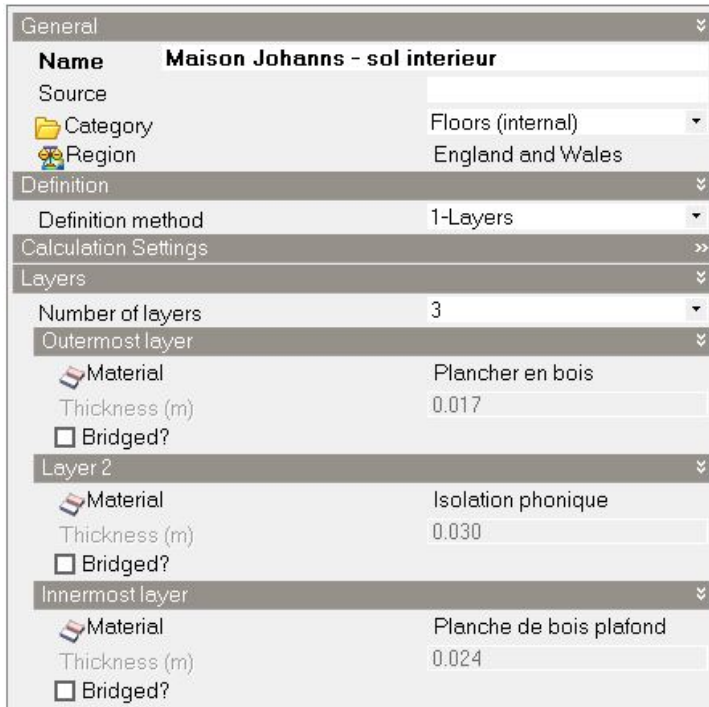 General
Name Maison Johanns - sol interieur
Source
Category Floors (internal)
Region England and Wales
Definition
Definition method 1-Layers
Calculation Settings
Layers
Number of layers 3
Outermost layer
Material Plancher en bois
Thickness (m) 0.017
Bridged?
Layer 2
Material Isolation phonique
Thickness (m) 0.030
Bridged?
Innermost layer
Material Planche de bois plafond
Thickness (m) 0.024
Bridged?